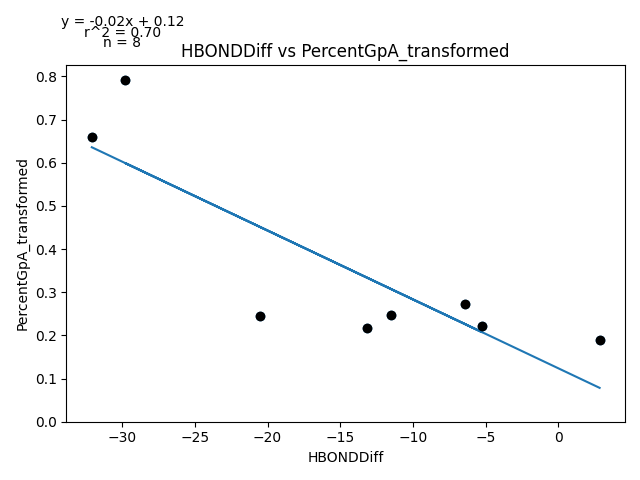 y = -0.02x + 0.12
r^2 = 0.70
n = 8
HBONDDiff vs PercentGpA_transformed
PercentGpA_transformed
0.8
0.7
0.6
0.5
0.4
0.3
0.2
0.1
0.0
−30 −25 −20 −15 −10 −5 0
HBONDDiff